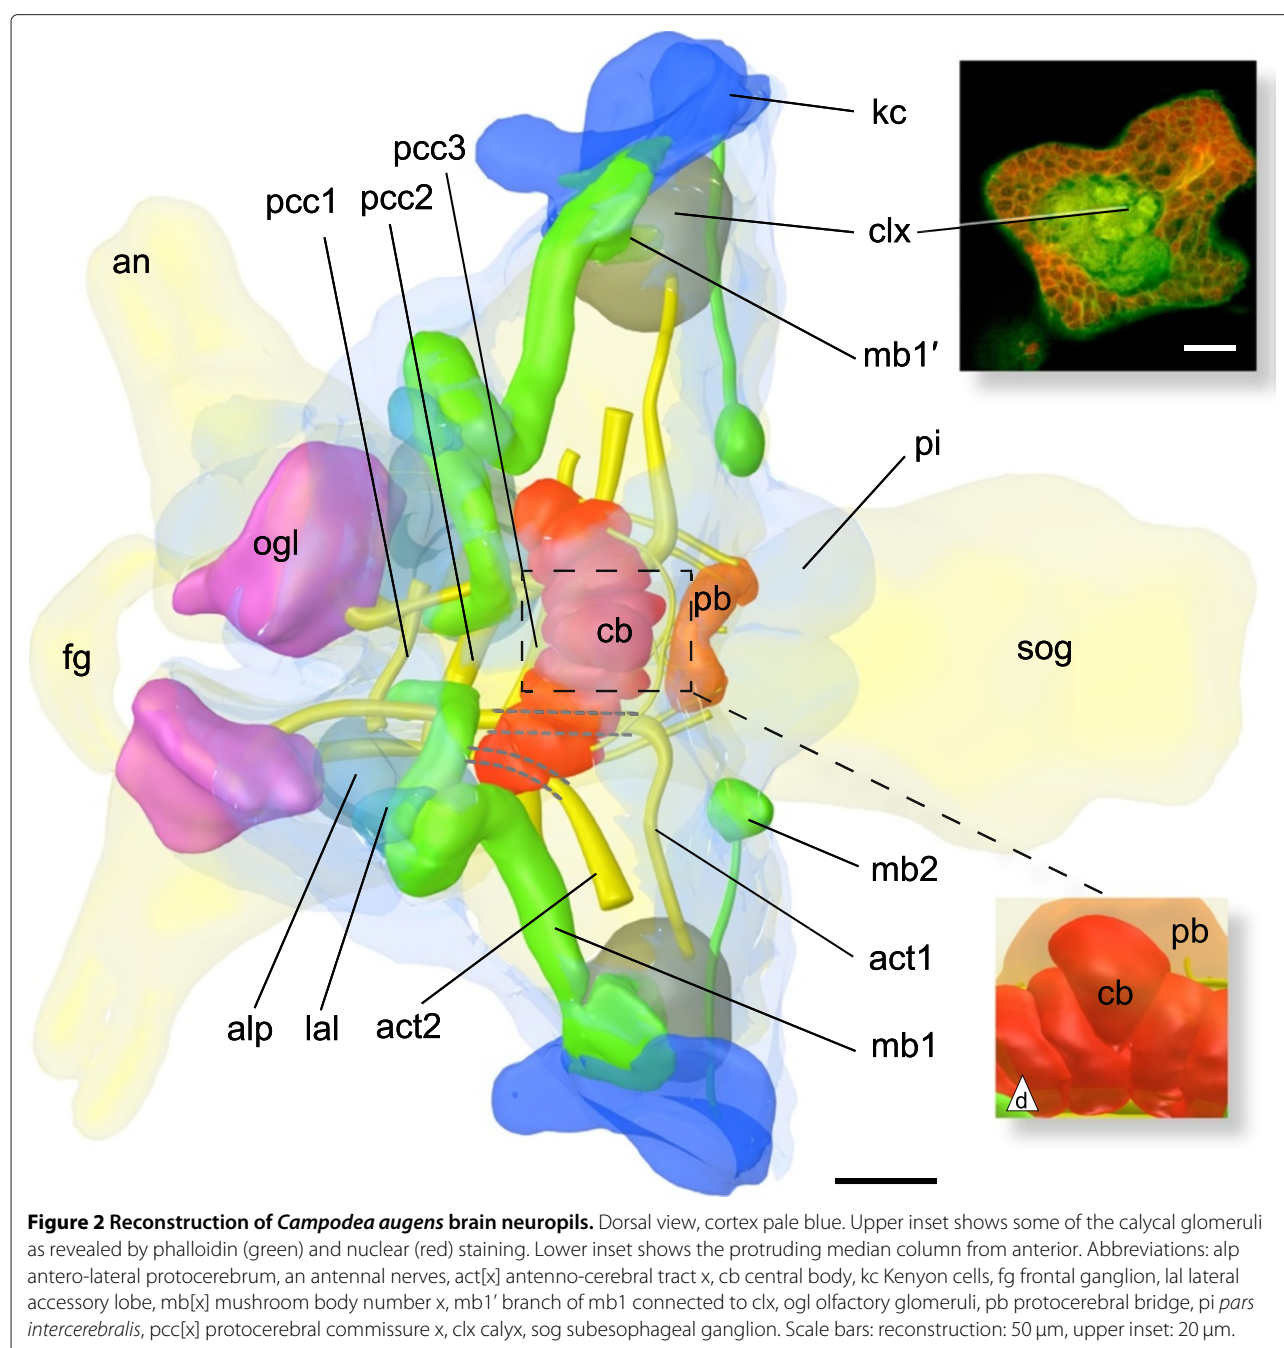 kc
pcc3
pcc1
pcc2
clx
an
mb1′
pi
ogl
pb
cb
fg
sog
mb2
act1
pb
cb
alp
lal
act2
mb1
d
Figure 2 Reconstruction of Campodea augens brain neuropils. Dorsal view, cortex pale blue. Upper inset shows some of the calycal glomeruli
as revealed by phalloidin (green) and nuclear (red) staining. Lower inset shows the protruding median column from anterior. Abbreviations: alp
antero-lateral protocerebrum, an antennal nerves, act[x] antenno-cerebral tract x, cb central body, kc Kenyon cells, fg frontal ganglion, lal lateral
accessory lobe, mb[x] mushroom body number x, mb1′ branch of mb1 connected to clx, ogl olfactory glomeruli, pb protocerebral bridge, pi pars
intercerebralis, pcc[x] protocerebral commissure x, clx calyx, sog subesophageal ganglion. Scale bars: reconstruction: 50 μm, upper inset: 20 μm.